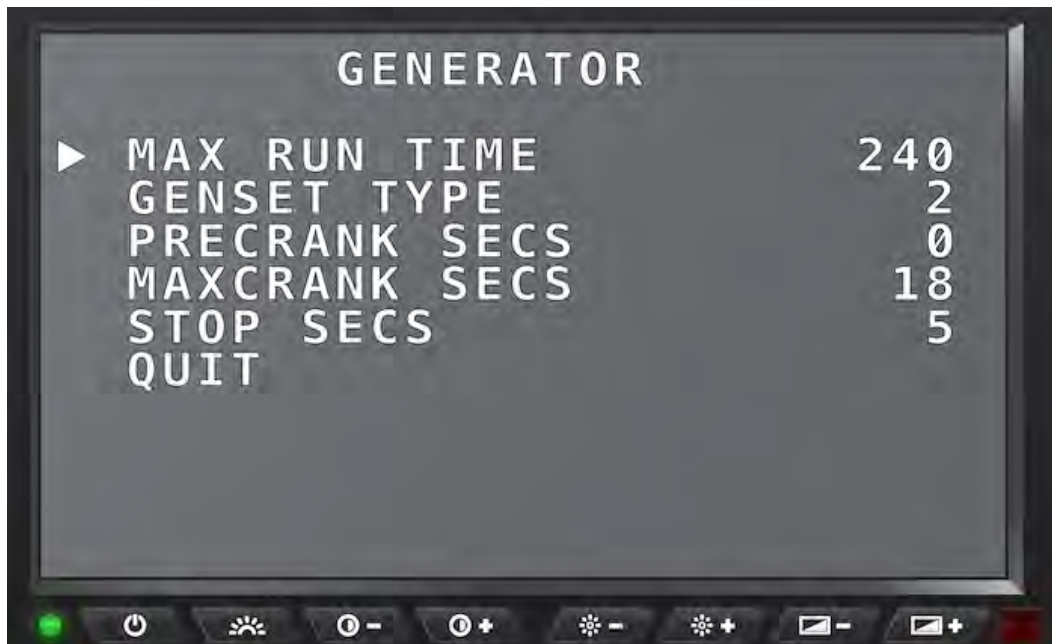 GENERATOR
MAX RUN TIME 240
GENSET TYPE 2
PRECRANK SECS 0
MAXCRANK SECS 18
STOP SECS 5
QUIT